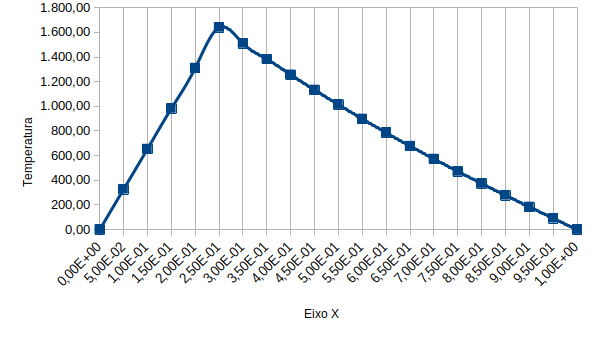 1.800,00
1.600,00
1.400,00
1.200,00
1.000,00
800,00
600,00
400,00
200,00
0,00
Temperatura
0,00E+00
5,00E-02
1,00E-01
1,50E-01
2,00E-01
2,50E-01
3,00E-01
3,50E-01
4,00E-01
4,50E-01
5,00E-01
5,50E-01
6,00E-01
6,50E-01
7,00E-01
7,50E-01
8,00E-01
8,50E-01
9,00E-01
9,50E-01
1,00E+00
Eixo X